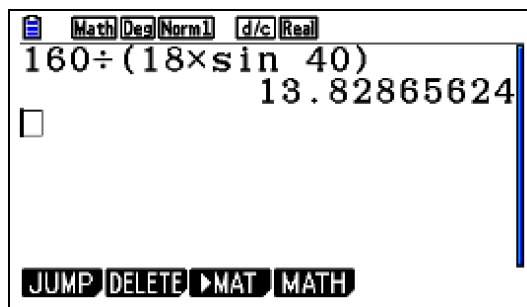 Math Deg Norm1 d/c Real
160÷(18×sin 40)
13.82865624
JUMP DELETE ►MAT MATH